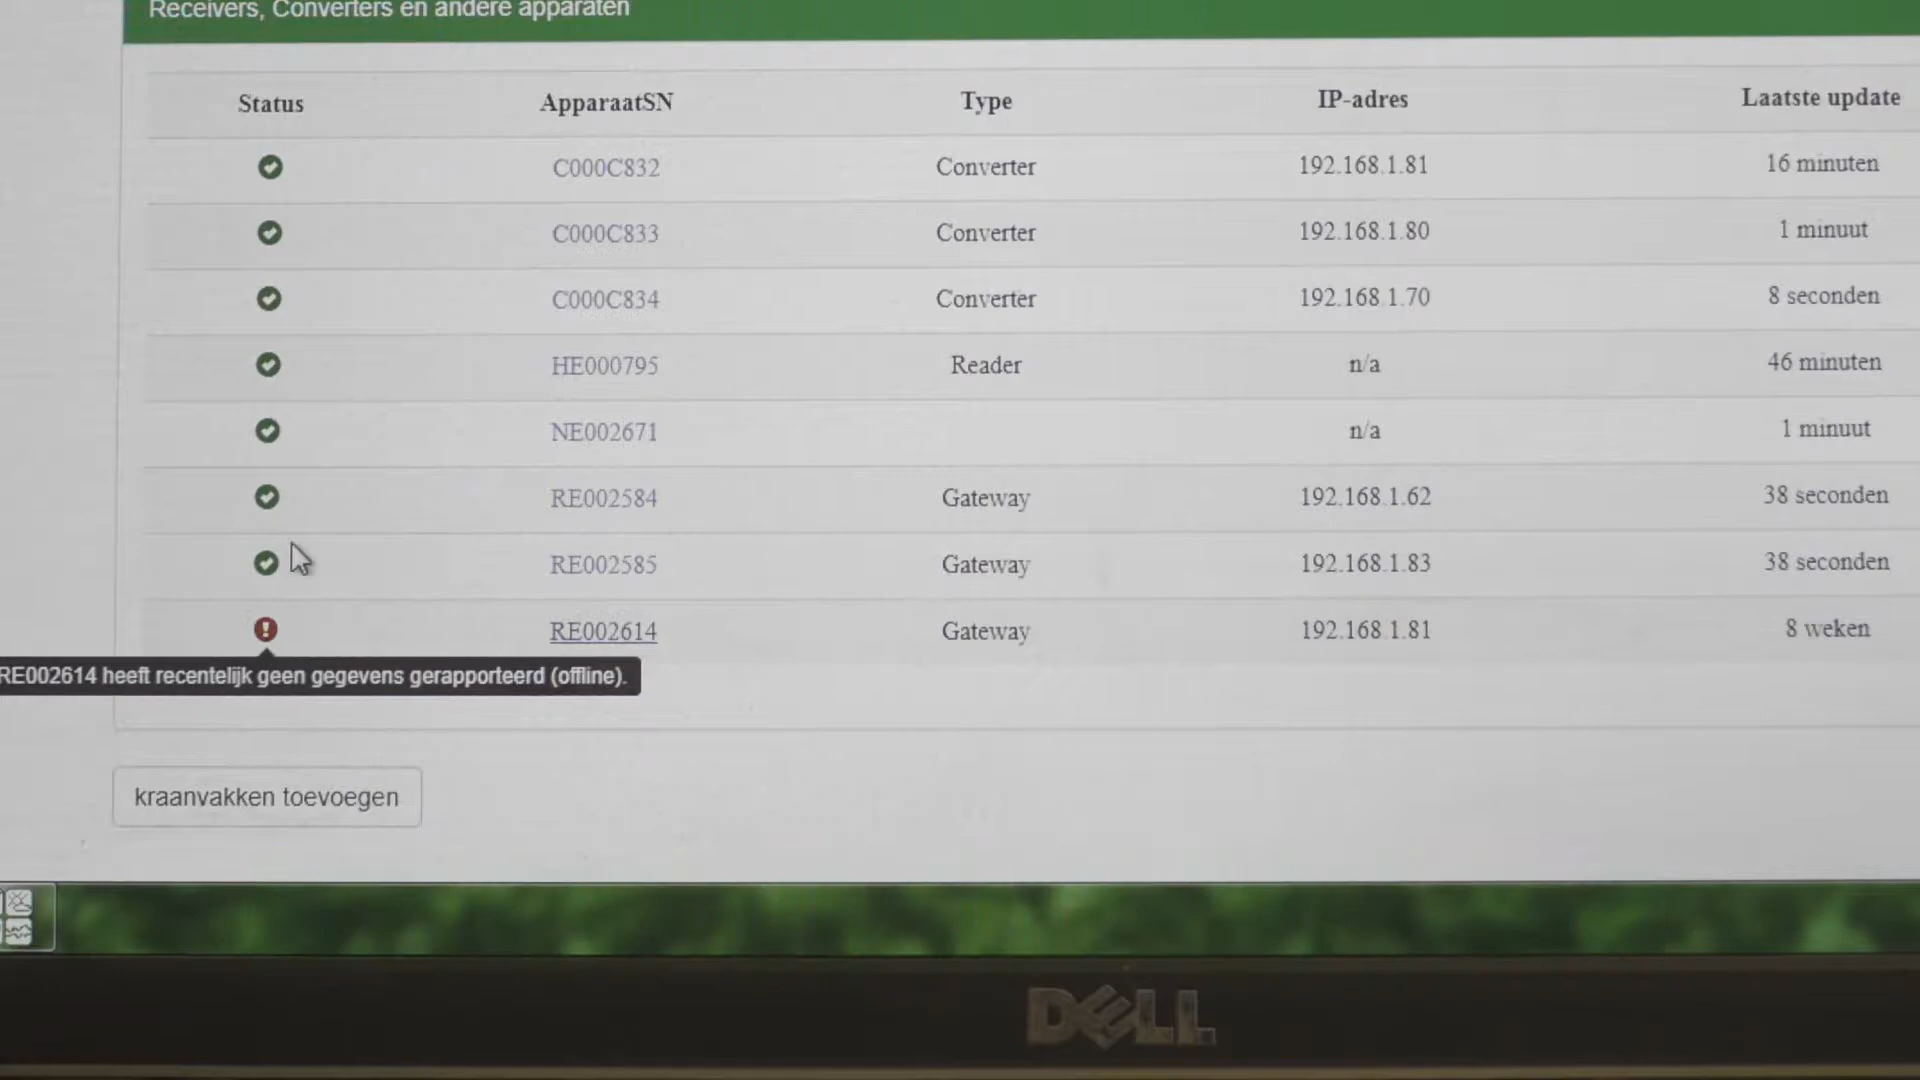 Receivers, Converters en andere apparaten
Status ApparaatSN Type IP-adres Laatste update
C000C832 Converter 192.168.1.81 16 minuten
C000C833 Converter 192.168.1.80 1 minuut
C000C834 Converter 192.168.1.70 8 seconden
HE000795 Reader n/a 46 minuten
NE002671 n/a 1 minuut
RE002584 Gateway 192.168.1.62 38 seconden
RE002585 Gateway 192.168.1.83 38 seconden
RE002614 Gateway 192.168.1.81 8 weken
RE002614 heeft recentelijk geen gegevens gerapporteerd (offline).
kraanvakken toevoegen
DELL